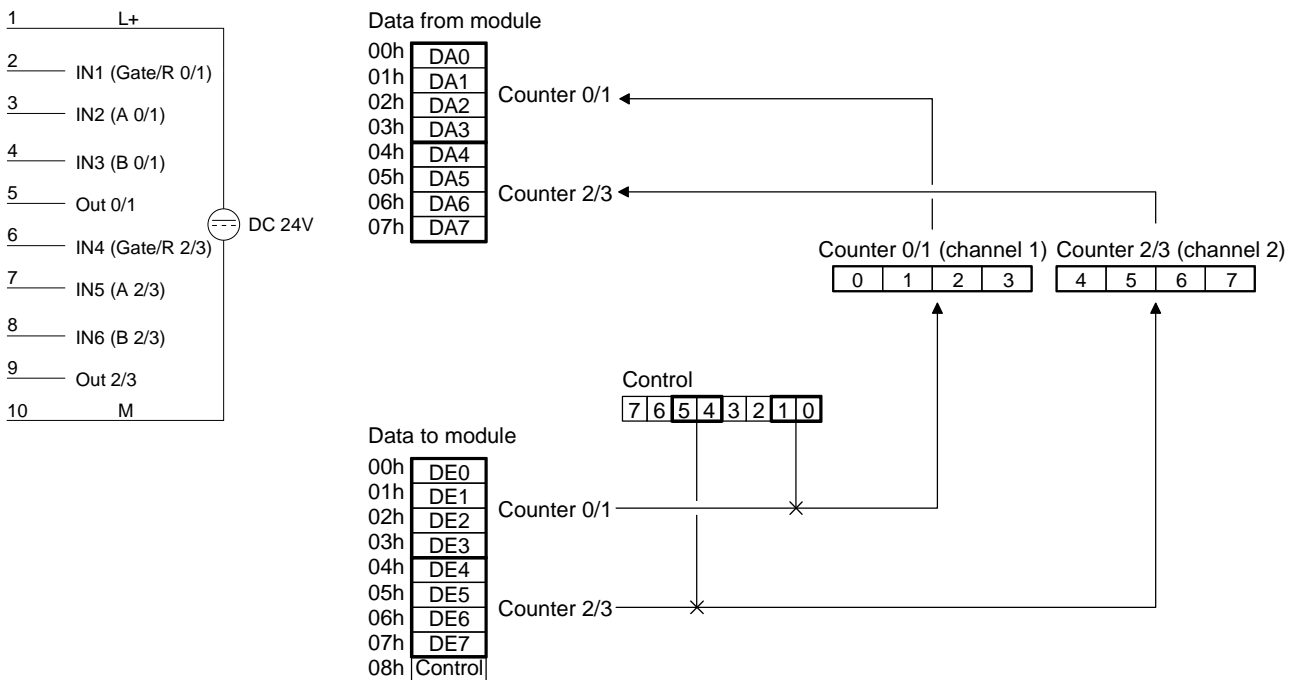 1 L+
2 IN1 (Gate/R 0/1)
3 IN2 (A 0/1)
4 IN3 (B 0/1)
5 Out 0/1
6 IN4 (Gate/R 2/3)
7 IN5 (A 2/3)
8 IN6 (B 2/3)
9 Out 2/3
10 M
DC 24V
Data from module
00h DA0
01h DA1
02h DA2
03h DA3
04h DA4
05h DA5
06h DA6
07h DA7
Counter 0/1
Counter 2/3
Counter 0/1 (channel 1)
0 1 2 3
Counter 2/3 (channel 2)
4 5 6 7
Control
7 6 5 4 3 2 1 0
Data to module
00h DE0
01h DE1
02h DE2
03h DE3
04h DE4
05h DE5
06h DE6
07h DE7
08h Control
Counter 0/1
Counter 2/3